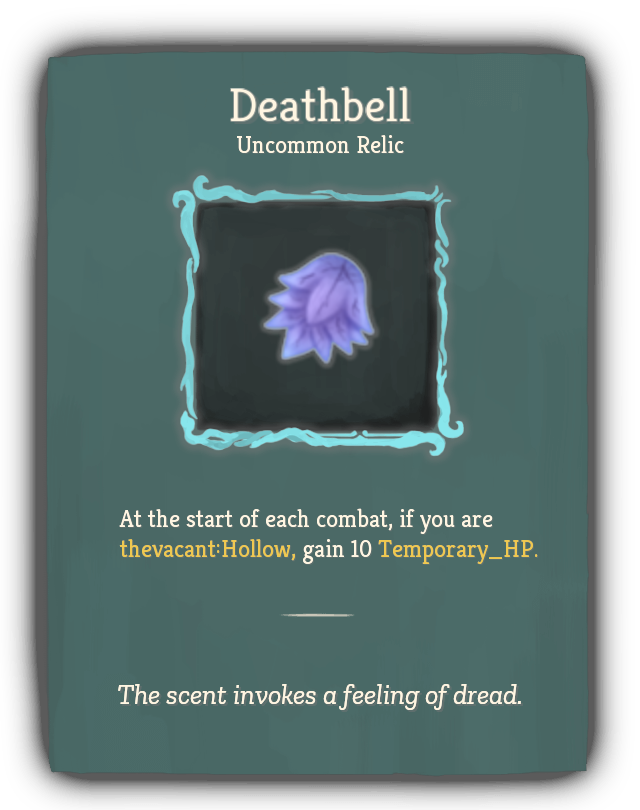 Deathbell
Uncommon Relic
At the start of each combat, if you are
thevacant:Hollow, gain 10 Temporary_HP.
The scent invokes a feeling of dread.